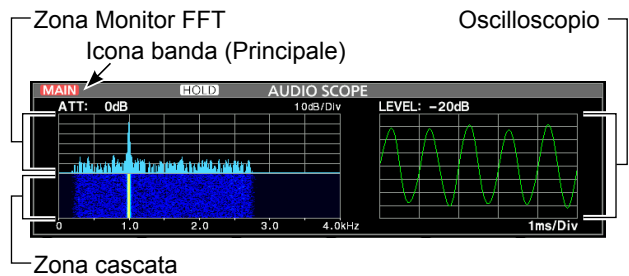 Zona Monitor FFT
Oscilloscopio
Icona banda (Principale)
MAIN HOLD AUDIO SCOPE
ATT: 0dB 10dB/Div LEVEL: -20dB
0 1.0 2.0 3.0 4.0kHz 1ms/Div
Zona cascata